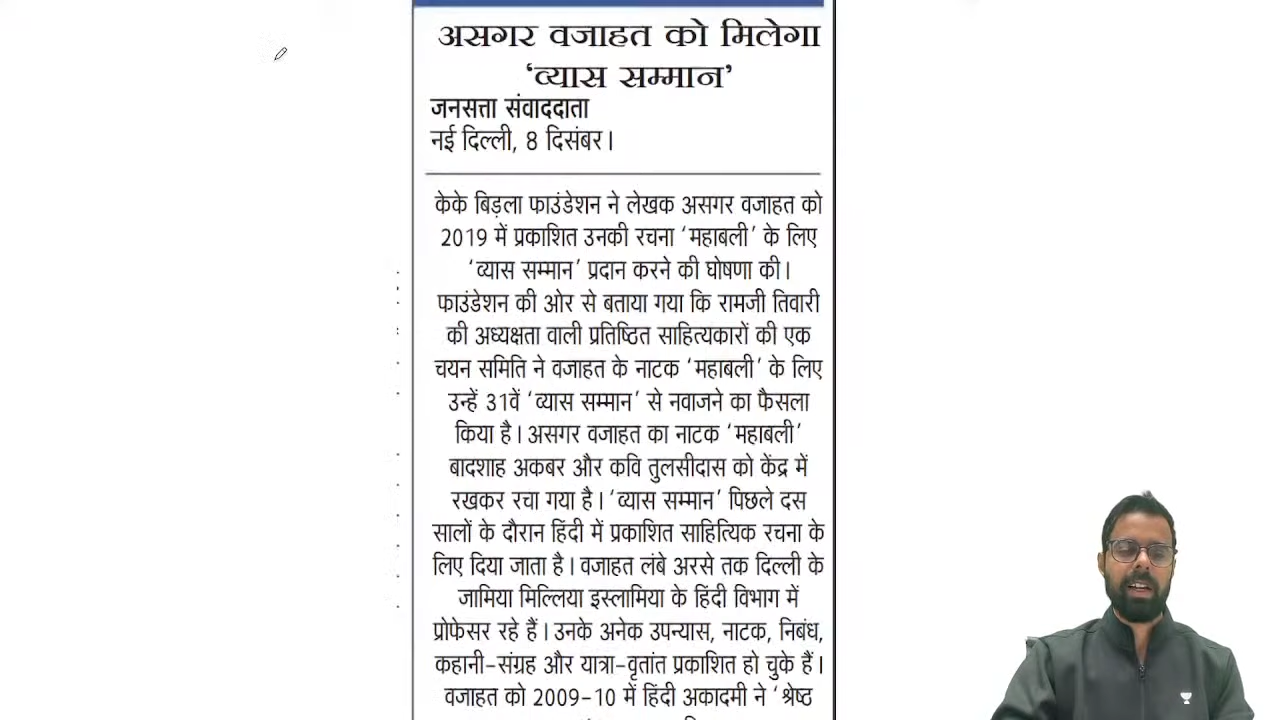 असगर वजाहत को मिलेगा
‘व्यास सम्मान’
जनसत्ता संवाददाता
नई दिल्ली, 8 दिसंबर।
केके बिड़ला फाउंडेशन ने लेखक असगर वजाहत को
2019 में प्रकाशित उनकी रचना ‘महाबली’ के लिए
‘व्यास सम्मान’ प्रदान करने की घोषणा की।
फाउंडेशन की ओर से बताया गया कि रामजी तिवारी
की अध्यक्षता वाली प्रतिष्ठित साहित्यकारों की एक
चयन समिति ने वजाहत के नाटक ‘महाबली’ के लिए
उन्हें 31वें ‘व्यास सम्मान’ से नवाजने का फैसला
किया है। असगर वजाहत का नाटक ‘महाबली’
बादशाह अकबर और कवि तुलसीदास को केंद्र में
रखकर रचा गया है। ‘व्यास सम्मान’ पिछले दस
सालों के दौरान हिंदी में प्रकाशित साहित्यिक रचना के
लिए दिया जाता है। वजाहत लंबे अरसे तक दिल्ली के
जामिया मिल्लिया इस्लामिया के हिंदी विभाग में
प्रोफेसर रहे हैं। उनके अनेक उपन्यास, नाटक, निबंध,
कहानी-संग्रह और यात्रा-वृतांत प्रकाशित हो चुके हैं।
वजाहत को 2009-10 में हिंदी अकादमी ने ‘श्रेष्ठ